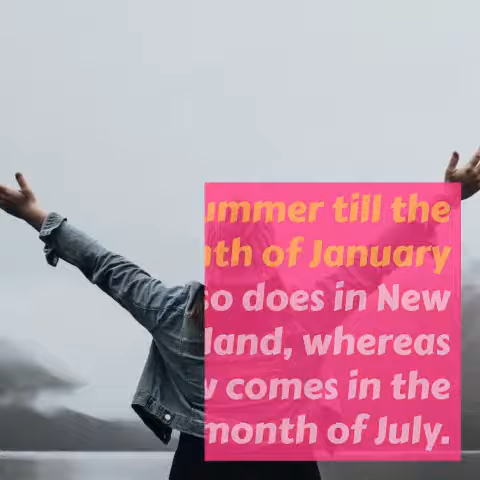 ummer till the
th of January
so does in New
land, whereas
comes in the
month of July.